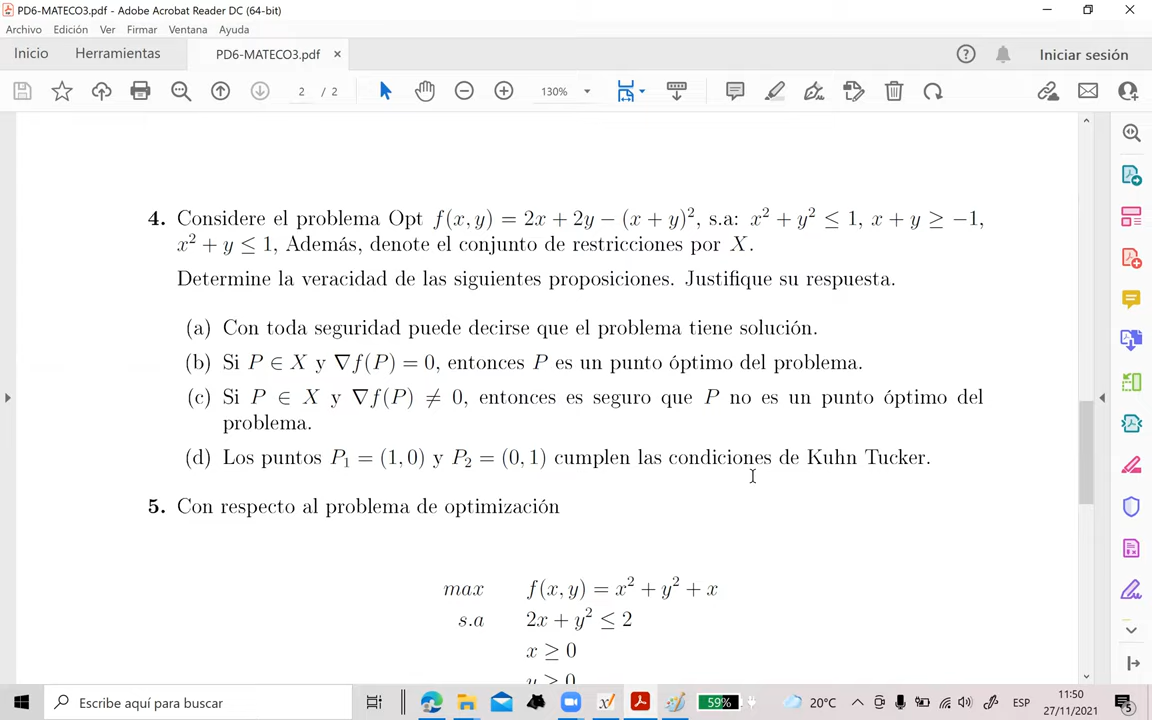 PD6-MATECO3.pdf - Adobe Acrobat Reader DC (64-bit)
Archivo Edición Ver Firmar Ventana Ayuda
Inicio Herramientas PD6-MATECO3.pdf × Iniciar sesión
2 / 2 130%
4. Considere el problema Opt f(x, y) = 2x + 2y − (x + y)², s.a: x² + y² ≤ 1, x + y ≥ −1,
x² + y ≤ 1, Además, denote el conjunto de restricciones por X.
Determine la veracidad de las siguientes proposiciones. Justifique su respuesta.
(a) Con toda seguridad puede decirse que el problema tiene solución.
(b) Si P ∈ X y ∇f(P) = 0, entonces P es un punto óptimo del problema.
(c) Si P ∈ X y ∇f(P) ≠ 0, entonces es seguro que P no es un punto óptimo del
problema.
(d) Los puntos P₁ = (1, 0) y P₂ = (0, 1) cumplen las condiciones de Kuhn Tucker.
5. Con respecto al problema de optimización
max f(x, y) = x² + y² + x
s.a 2x + y² ≤ 2
x ≥ 0
y ≥ 0
Escribe aquí para buscar 59% 20°C ESP 11:50
27/11/2021 5